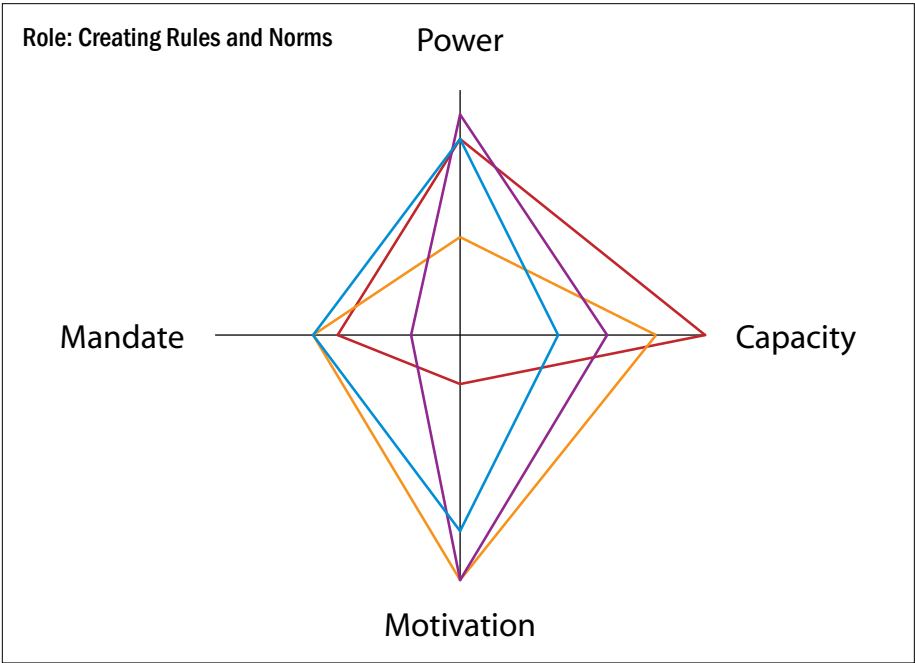 Role: Creating Rules and Norms
Power
Mandate
Capacity
Motivation